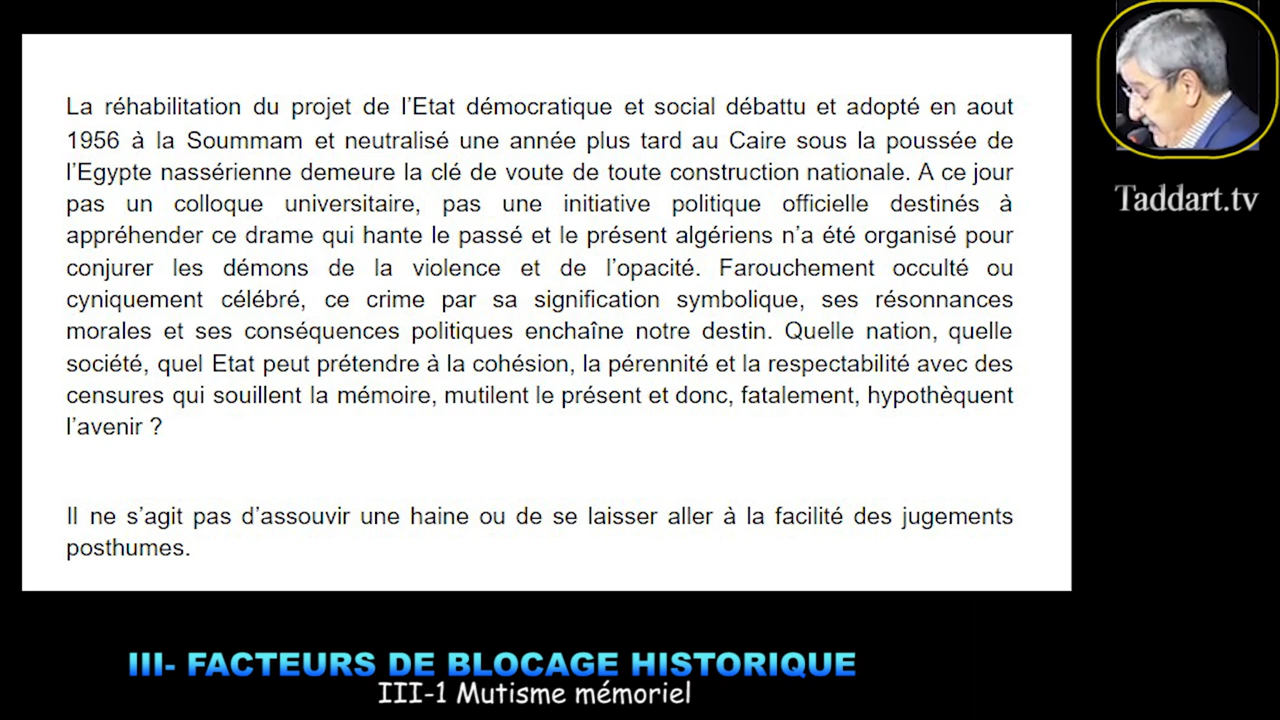 La réhabilitation du projet de l’Etat démocratique et social débattu et adopté en aout
1956 à la Soummam et neutralisé une année plus tard au Caire sous la poussée de
l’Egypte nassérienne demeure la clé de voute de toute construction nationale. A ce jour
pas un colloque universitaire, pas une initiative politique officielle destinés à
appréhender ce drame qui hante le passé et le présent algériens n’a été organisé pour
conjurer les démons de la violence et de l’opacité. Farouchement occulté ou
cyniquement célébré, ce crime par sa signification symbolique, ses résonnances
morales et ses conséquences politiques enchaîne notre destin. Quelle nation, quelle
société, quel Etat peut prétendre à la cohésion, la pérennité et la respectabilité avec des
censures qui souillent la mémoire, mutilent le présent et donc, fatalement, hypothèquent
l’avenir ?
Il ne s’agit pas d’assouvir une haine ou de se laisser aller à la facilité des jugements
posthumes.
Taddart.tv
III- FACTEURS DE BLOCAGE HISTORIQUE
III-1 Mutisme mémoriel